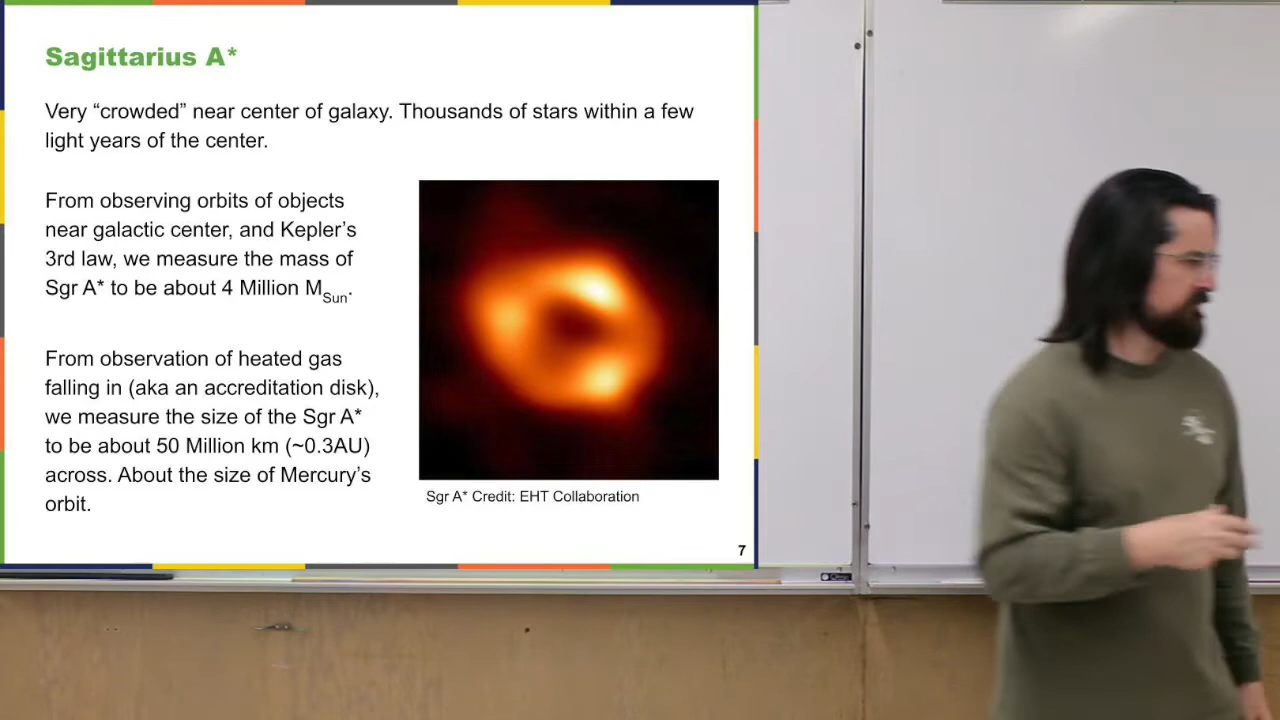 Sagittarius A*
Very “crowded” near center of galaxy. Thousands of stars within a few
light years of the center.
From observing orbits of objects
near galactic center, and Kepler’s
3rd law, we measure the mass of
Sgr A* to be about 4 Million MSun.
From observation of heated gas
falling in (aka an accreditation disk),
we measure the size of the Sgr A*
to be about 50 Million km (~0.3AU)
across. About the size of Mercury’s
orbit.
Sgr A* Credit: EHT Collaboration
7